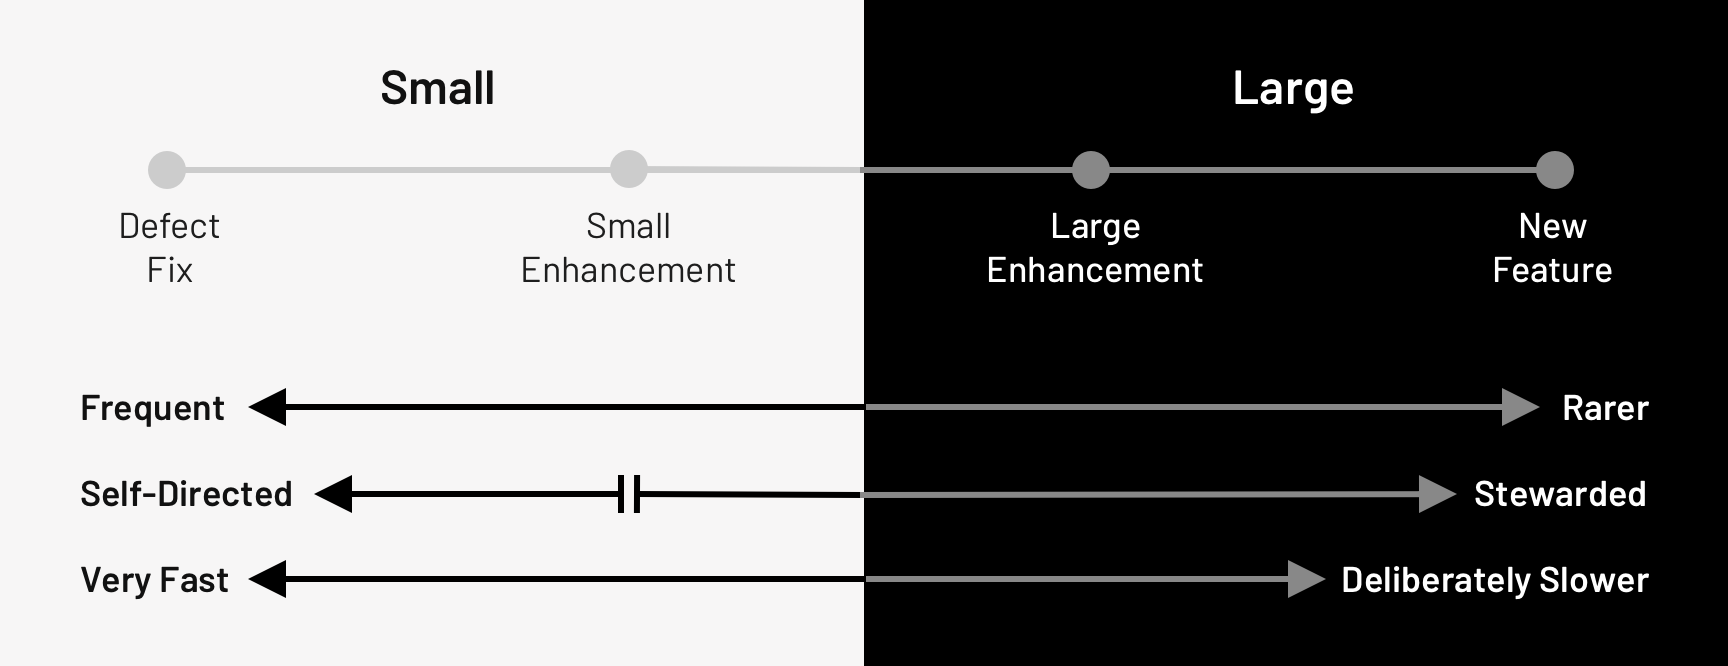 Small
Large
Defect
Fix
Small
Enhancement
Large
Enhancement
New
Feature
Frequent
Rarer
Self-Directed
Stewarded
Very Fast
Deliberately Slower